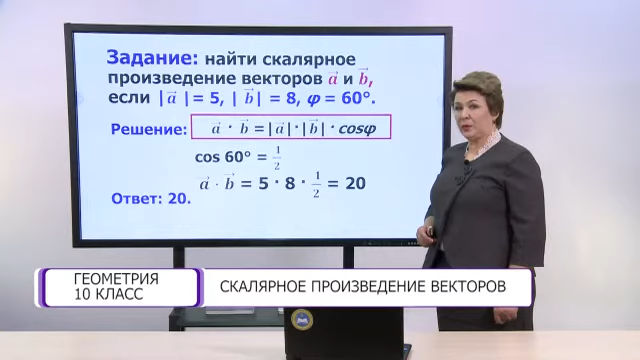 Задание: найти скалярное
произведение векторов a⃗ и b⃗,
если |a⃗| = 5, |b⃗| = 8, φ = 60°.
Решение: a⃗ · b⃗ = |a⃗|·|b⃗| · cosφ
cos 60° = 1/2
a⃗ · b⃗ = 5 · 8 · 1/2 = 20
Ответ: 20.
ГЕОМЕТРИЯ
10 КЛАСС
СКАЛЯРНОЕ ПРОИЗВЕДЕНИЕ ВЕКТОРОВ